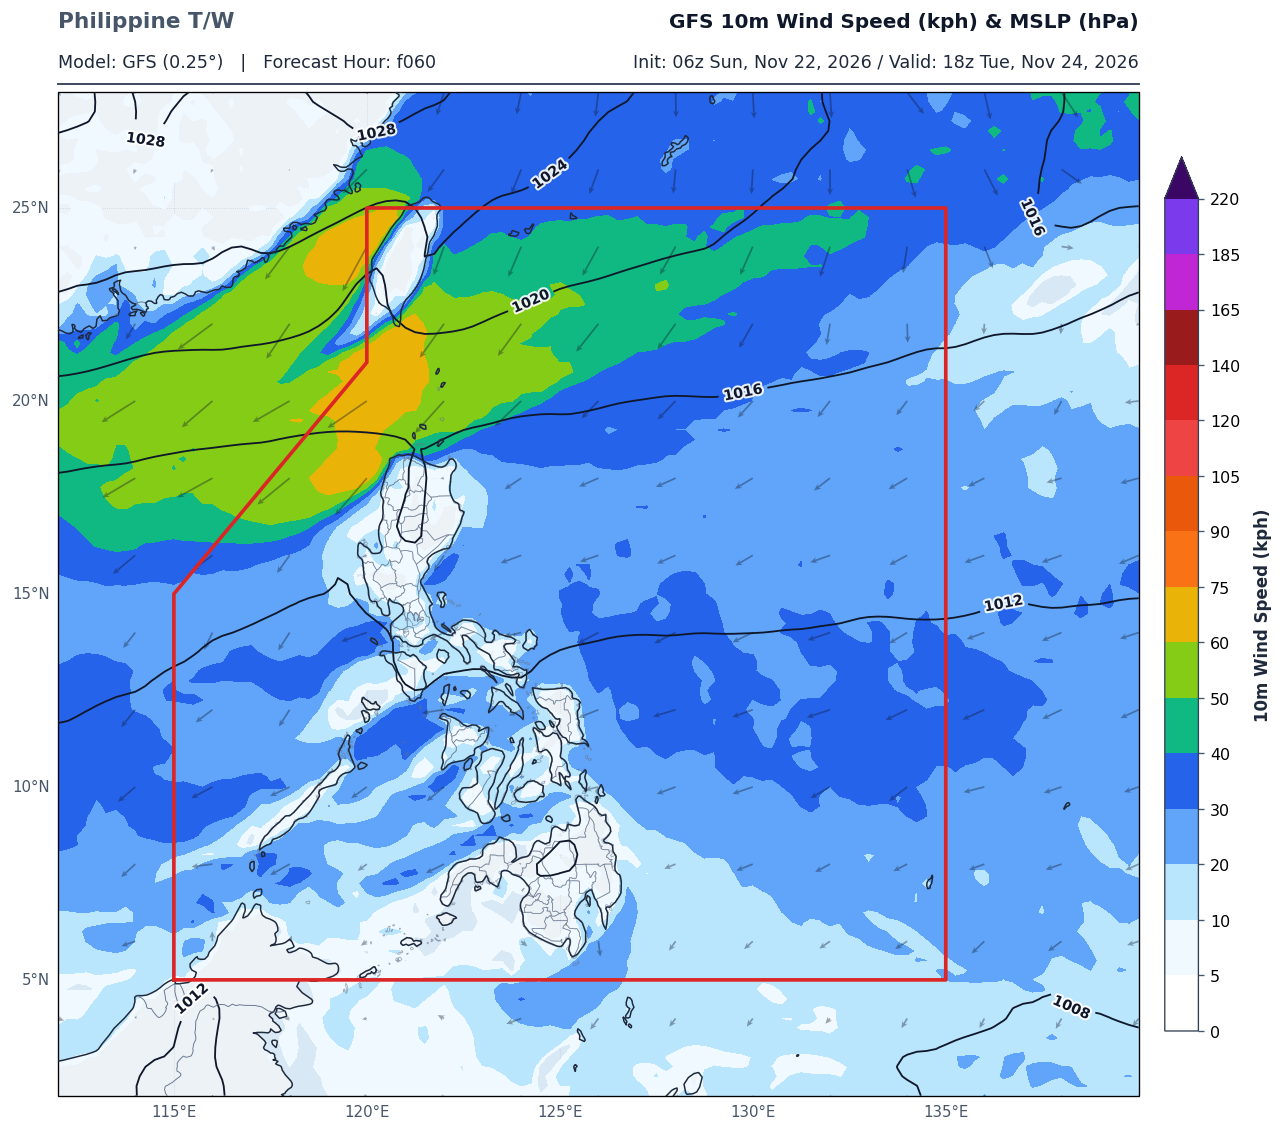 Philippine T/W
GFS 10m Wind Speed (kph) & MSLP (hPa)
Model: GFS (0.25°) | Forecast Hour: f060
Init: 06z Sun, Nov 22, 2026 / Valid: 18z Tue, Nov 24, 2026
1028
1028
1024
1016
1020
1016
1012
1012
1008
25°N
20°N
15°N
10°N
5°N
115°E
120°E
125°E
130°E
135°E
220
185
165
140
120
105
90
75
60
50
40
30
20
10
5
0
10m Wind Speed (kph)